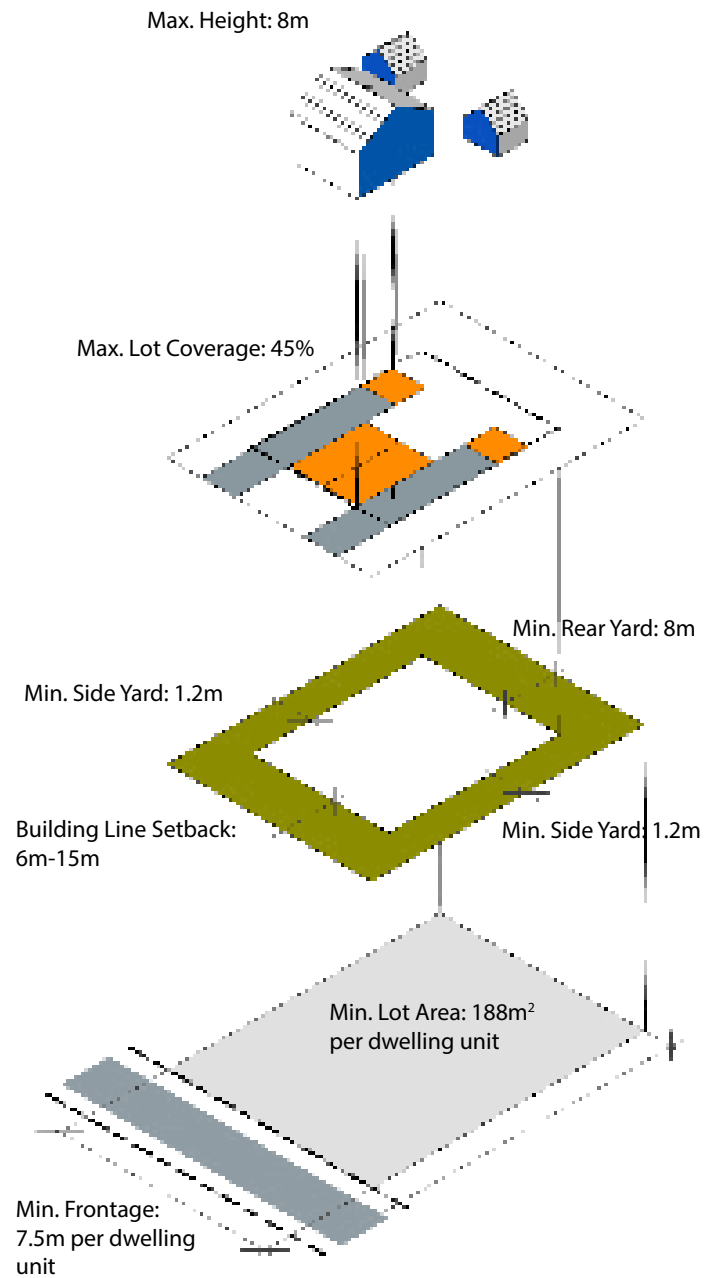 Max. Height: 8m
Max. Lot Coverage: 45%
Min. Rear Yard: 8m
Min. Side Yard: 1.2m
Building Line Setback:
6m-15m
Min. Side Yard: 1.2m
Min. Lot Area: 188m²
per dwelling unit
Min. Frontage:
7.5m per dwelling
unit